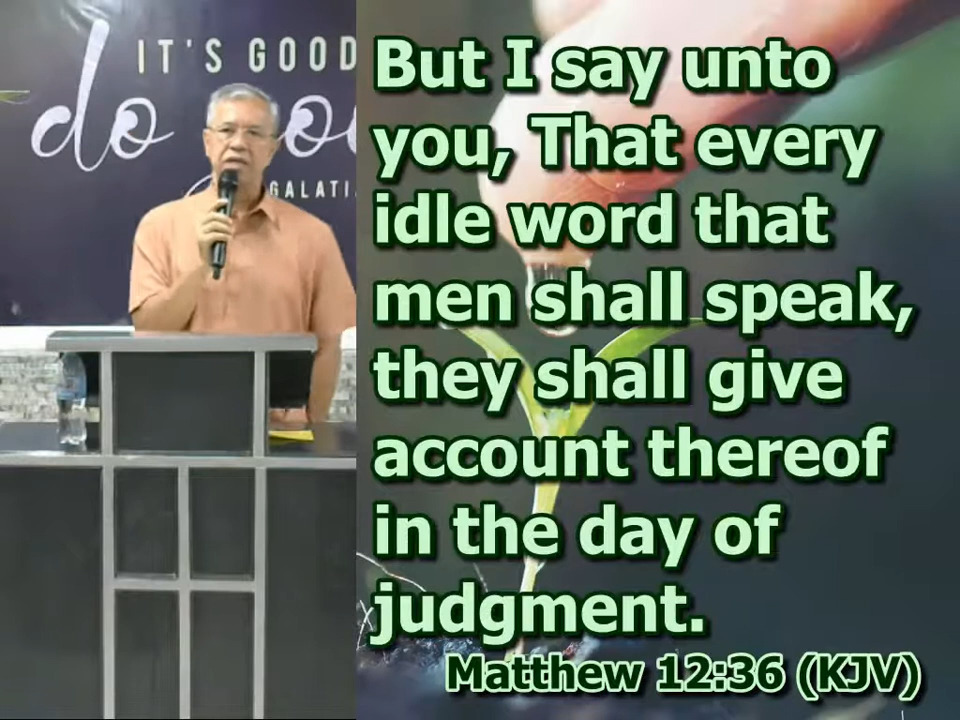 IT'S GOOD
do
GALATI
But I say unto
you, That every
idle word that
men shall speak,
they shall give
account thereof
in the day of
judgment.
Matthew 12:36 (KJV)